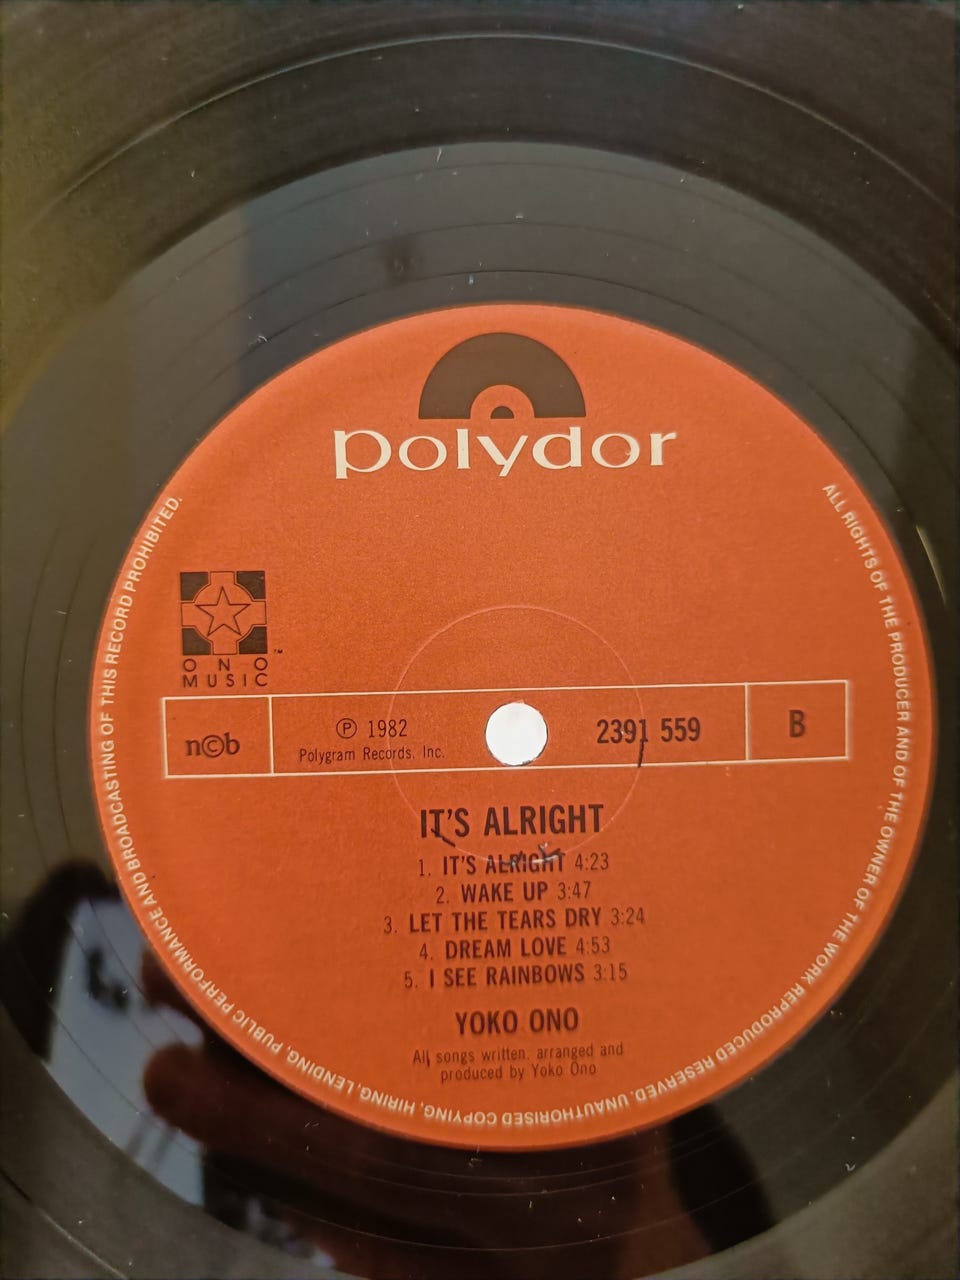 polydor
ALL RIGHTS OF THE PRODUCER AND OF THE OWNER OF THE WORK REPRODUCED RESERVED. UNAUTHORISED COPYING, HIRING, LENDING, PUBLIC PERFORMANCE AND BROADCASTING OF THIS RECORD PROHIBITED.
ONO ™
MUSIC
n©b
℗ 1982
Polygram Records, Inc.
2391 559
B
IT'S ALRIGHT
1. IT'S ALRIGHT 4:23
2. WAKE UP 3:47
3. LET THE TEARS DRY 3:24
4. DREAM LOVE 4:53
5. I SEE RAINBOWS 3:15
YOKO ONO
All songs written, arranged and
produced by Yoko Ono